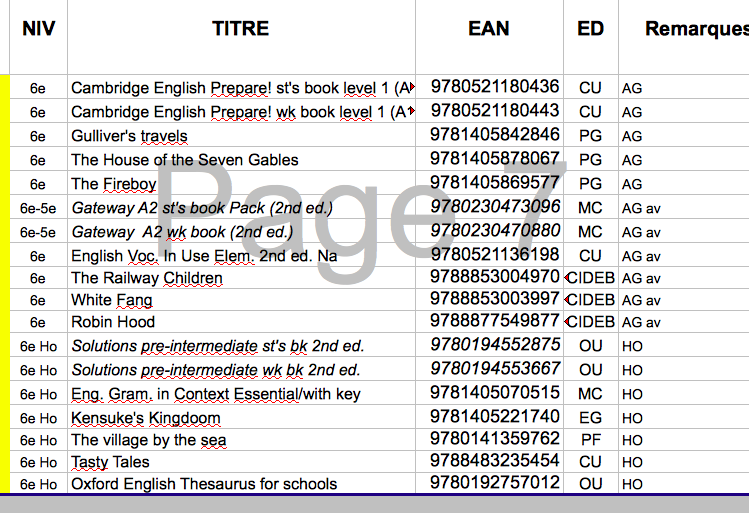 NIV TITRE EAN ED Remarques
6e Cambridge English Prepare! st's book level 1 (A 9780521180436 CU AG
6e Cambridge English Prepare! wk book level 1 (A 9780521180443 CU AG
6e Gulliver's travels 9781405842846 PG AG
6e The House of the Seven Gables 9781405878067 PG AG
6e The Fireboy 9781405869577 PG AG
6e-5e Gateway A2 st's book Pack (2nd ed.) 9780230473096 MC AG av
6e-5e Gateway A2 wk book (2nd ed.) 9780230470880 MC AG av
6e English Voc. In Use Elem. 2nd ed. Na 9780521136198 CU AG av
6e The Railway Children 9788853004970 CIDEB AG av
6e White Fang 9788853003997 CIDEB AG av
6e Robin Hood 9788877549877 CIDEB AG av
6e Ho Solutions pre-intermediate st's bk 2nd ed. 9780194552875 OU HO
6e Ho Solutions pre-intermediate wk bk 2nd ed. 9780194553667 OU HO
6e Ho Eng. Gram. in Context Essential/with key 9781405070515 MC HO
6e Ho Kensuke's Kingdoom 9781405221740 EG HO
6e Ho The village by the sea 9780141359762 PF HO
6e Ho Tasty Tales 9788483235454 CU HO
6e Ho Oxford English Thesaurus for schools 9780192757012 OU HO
Page 7